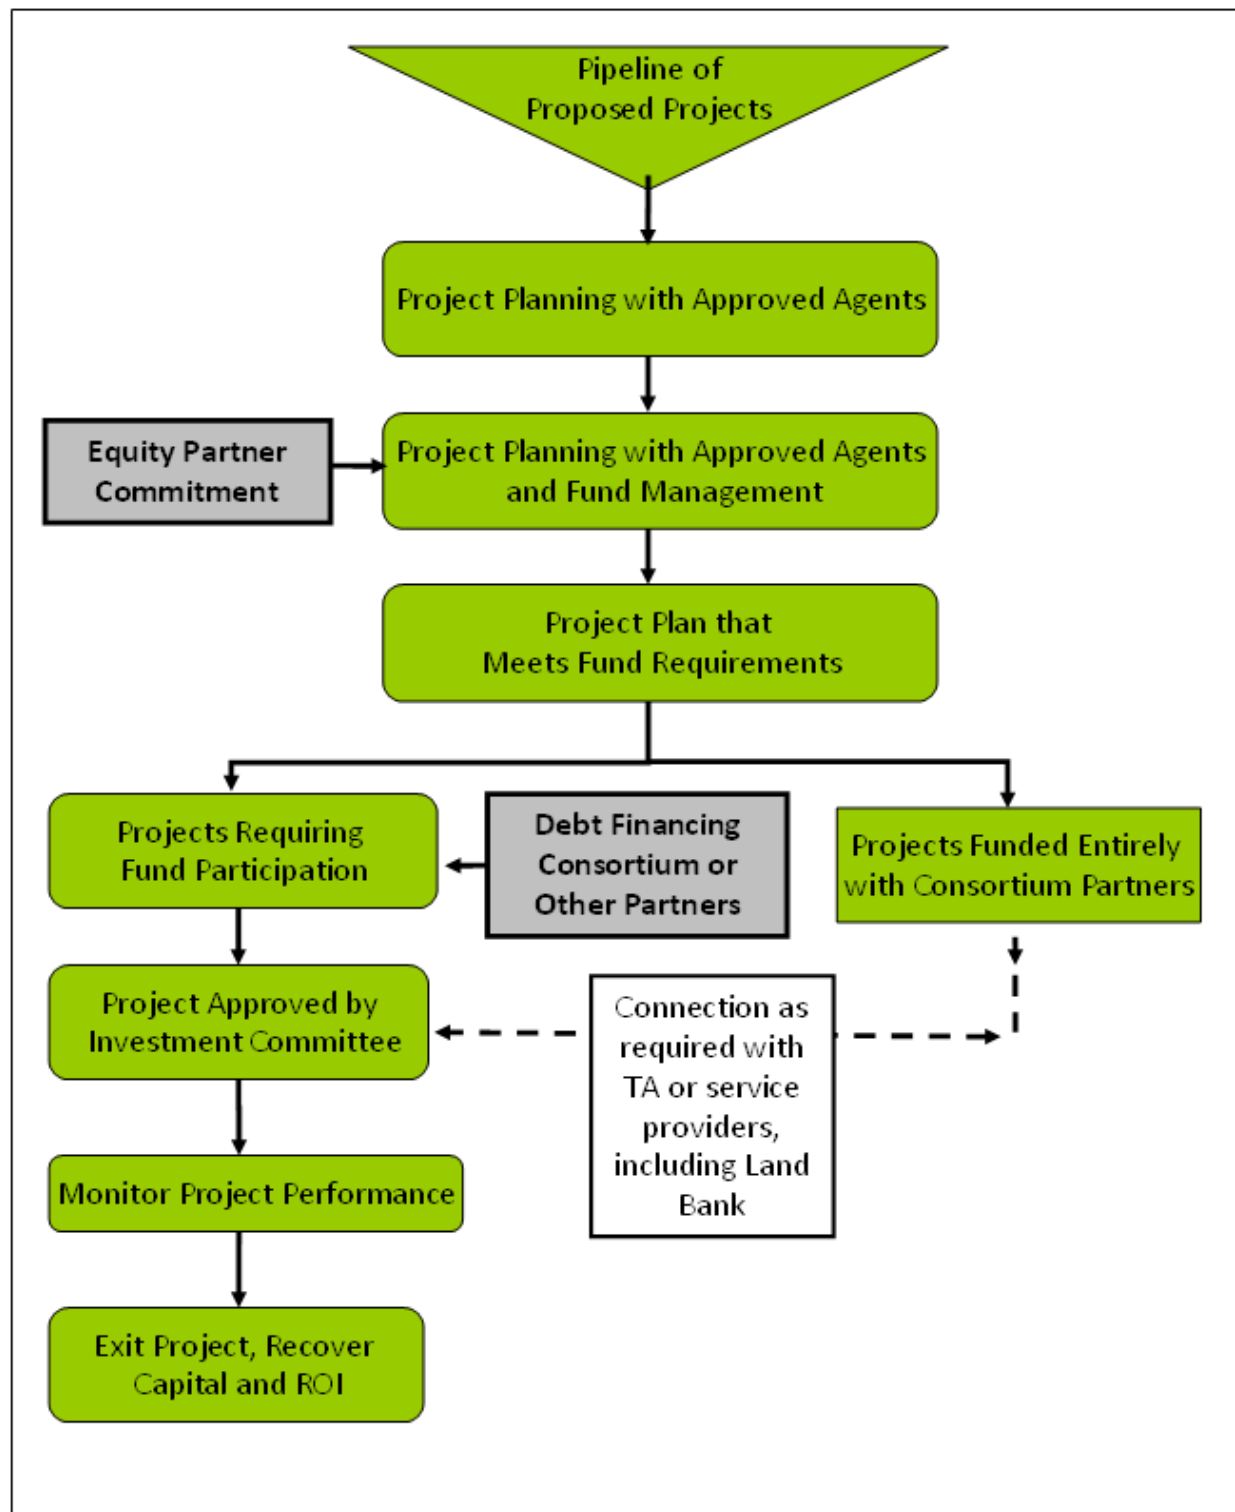 Pipeline of
Proposed Projects
Project Planning with Approved Agents
Equity Partner
Commitment
Project Planning with Approved Agents
and Fund Management
Project Plan that
Meets Fund Requirements
Projects Requiring
Fund Participation
Debt Financing
Consortium or
Other Partners
Projects Funded Entirely
with Consortium Partners
Project Approved by
Investment Committee
Connection as
required with
TA or service
providers,
including Land
Bank
Monitor Project Performance
Exit Project, Recover
Capital and ROI